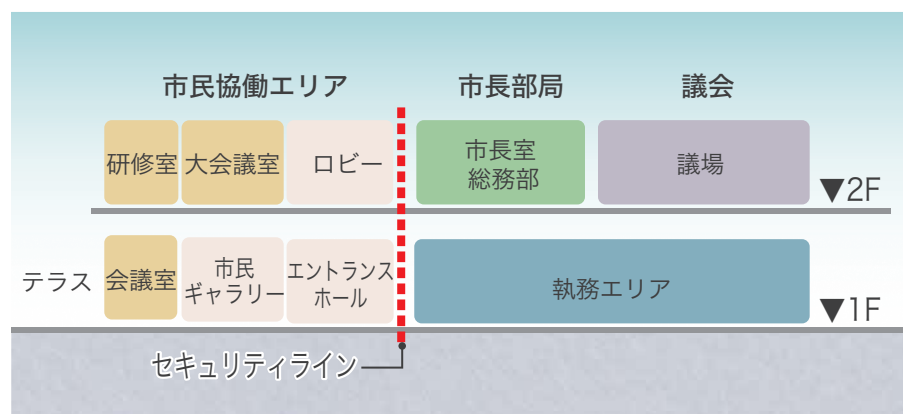 市民協働エリア
市長部局
議会
研修室
大会議室
ロビー
市長室
総務部
議場
▼2F
テラス
会議室
市民
ギャラリー
エントランス
ホール
執務エリア
▼1F
セキュリティライン